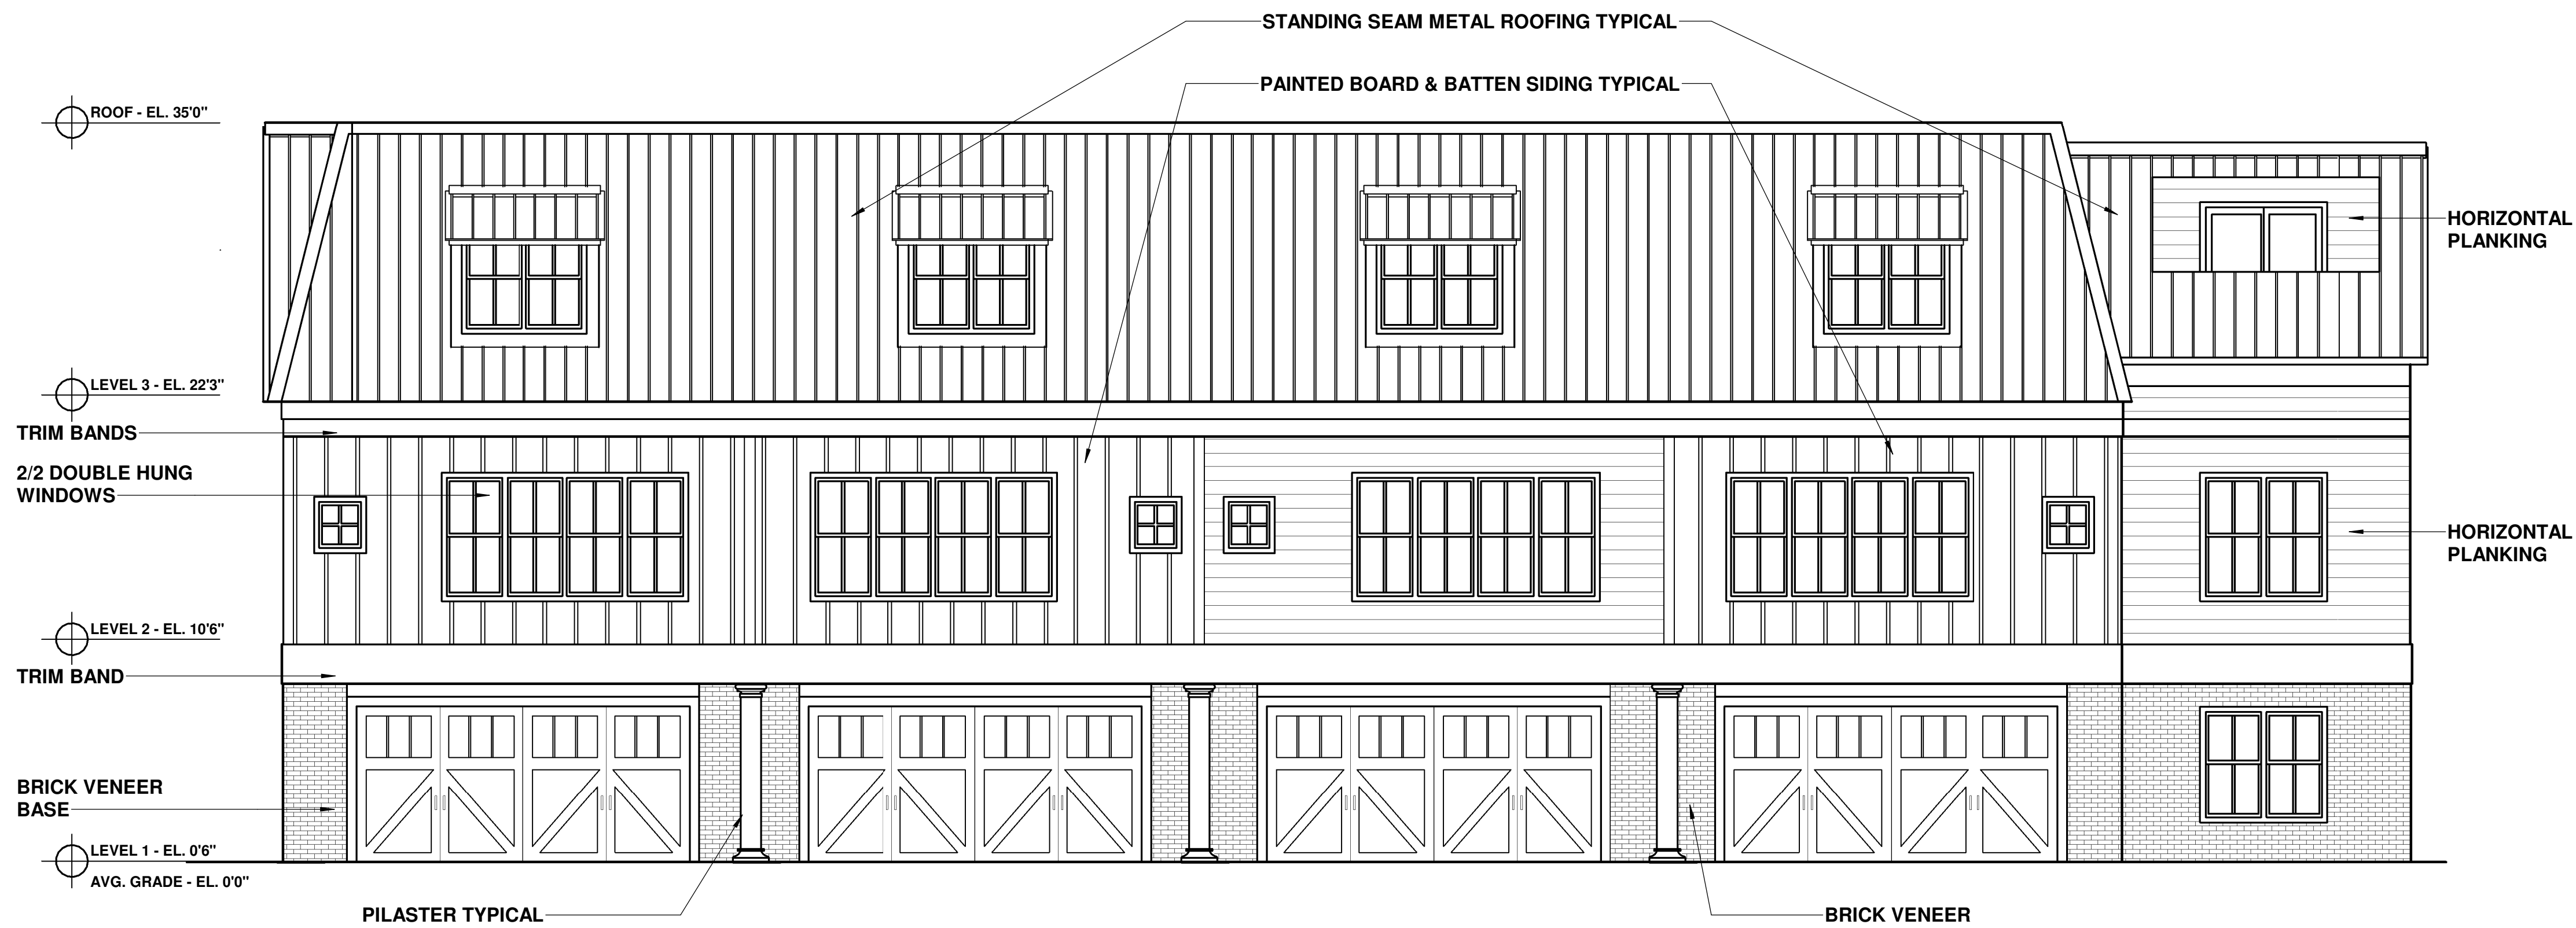 STANDING SEAM METAL ROOFING TYPICAL
PAINTED BOARD & BATTEN SIDING TYPICAL
ROOF - EL. 35'0"
HORIZONTAL
PLANKING
LEVEL 3 - EL. 22'3"
TRIM BANDS
2/2 DOUBLE HUNG
WINDOWS
HORIZONTAL
PLANKING
LEVEL 2 - EL. 10'6"
TRIM BAND
BRICK VENEER
BASE
LEVEL 1 - EL. 0'6"
AVG. GRADE - EL. 0'0"
PILASTER TYPICAL
BRICK VENEER